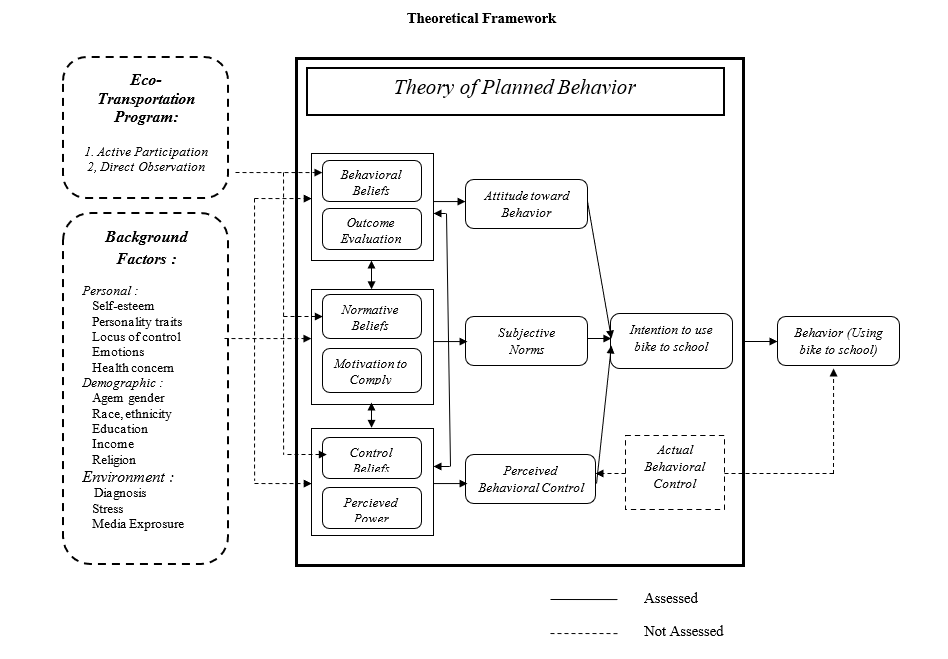 Theoretical Framework
Eco-
Transportation
Program:
1. Active Participation
2, Direct Observation
Background
Factors :
Personal :
Self-esteem
Personality traits
Locus of control
Emotions
Health concern
Demographic :
Agem gender
Race, ethnicity
Education
Income
Religion
Environment :
Diagnosis
Stress
Media Exprosure
Theory of Planned Behavior
Behavioral
Beliefs
Outcome
Evaluation
Normative
Beliefs
Motivation to
Comply
Control
Beliefs
Percieved
Power
Attitude toward
Behavior
Subjective
Norms
Perceived
Behavioral Control
Intention to use
bike to school
Actual
Behavioral
Control
Behavior (Using
bike to school)
Assessed
Not Assessed